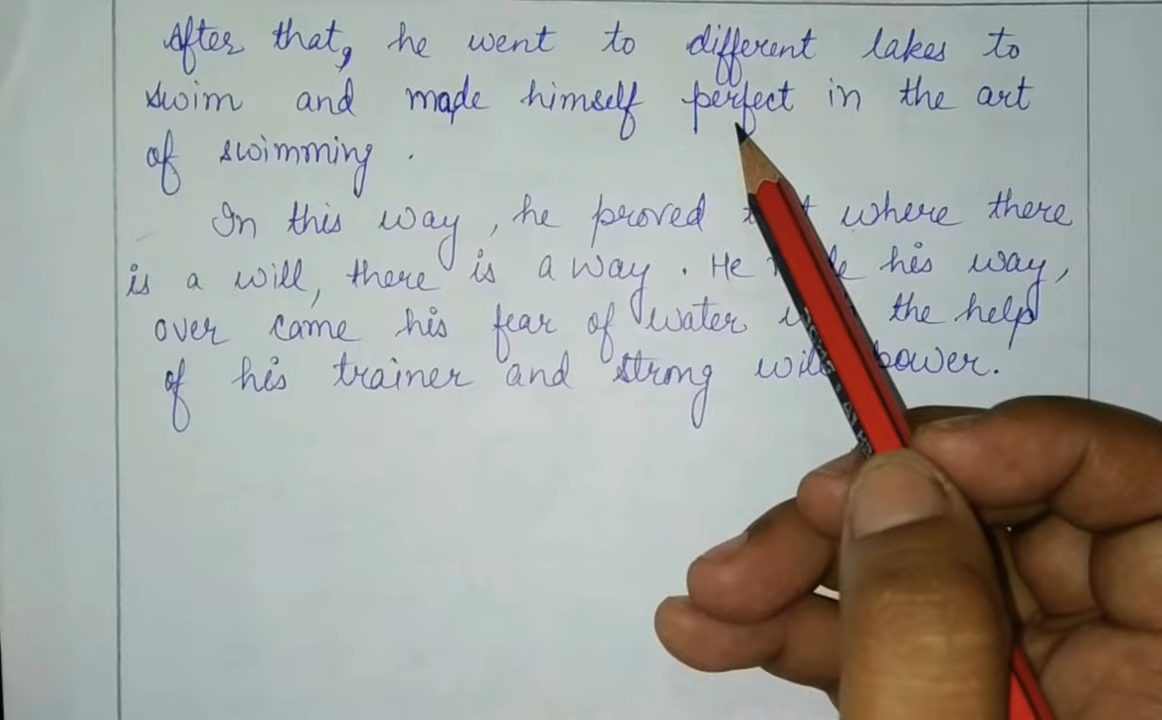 After that, he went to different lakes to
swim and made himself perfect in the art
of swimming .
In this way , he proved where there
is a will, there is a way . He his way,
over came his fear of water the help
of his trainer and strong will power.